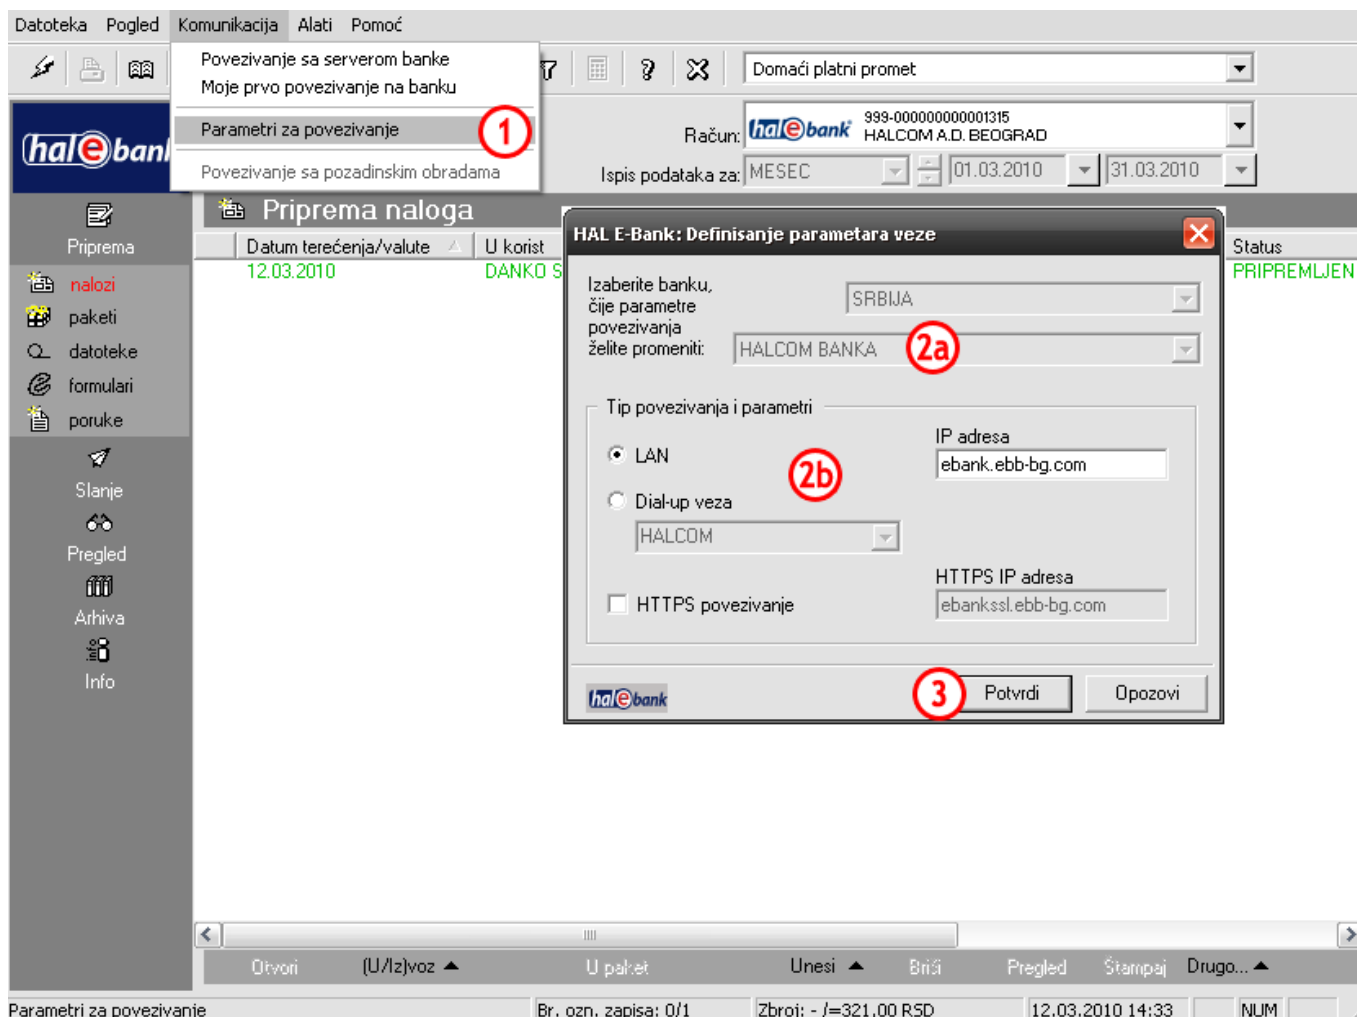 Datoteka Pogled Komunikacija Alati Pomoć
Povezivanje sa serverom banke
Moje prvo povezivanje na banku
Parametri za povezivanje
1
Povezivanje sa pozadinskim obradama
Domaći platni promet
hal e bank
Račun:
hal e bank
999-0000000000001315
HALCOM A.D. BEOGRAD
Ispis podataka za: MESEC 01.03.2010 31.03.2010
Priprema naloga
Priprema
nalozi
paketi
datoteke
formulari
poruke
Slanje
Pregled
Arhiva
Info
Datum terećenja/valute U korist Status
12.03.2010 DANKO S PRIPREMLJEN
HAL E-Bank: Definisanje parametara veze
Izaberite banku,
čije parametre
povezivanja
želite promeniti:
SRBIJA
HALCOM BANKA
2a
Tip povezivanja i parametri
LAN
2b
IP adresa
ebank.ebb-bg.com
Dial-up veza
HALCOM
HTTPS povezivanje
HTTPS IP adresa
ebankssl.ebb-bg.com
hal e bank
3
Potvrdi Opozovi
Otvori (U/Iz)voz U paket Unesi Briši Pregled Štampaj Drugo...
Parametri za povezivanje Br. ozn. zapisa: 0/1 Zbroj: - /=321.00 RSD 12.03.2010 14:33 NUM